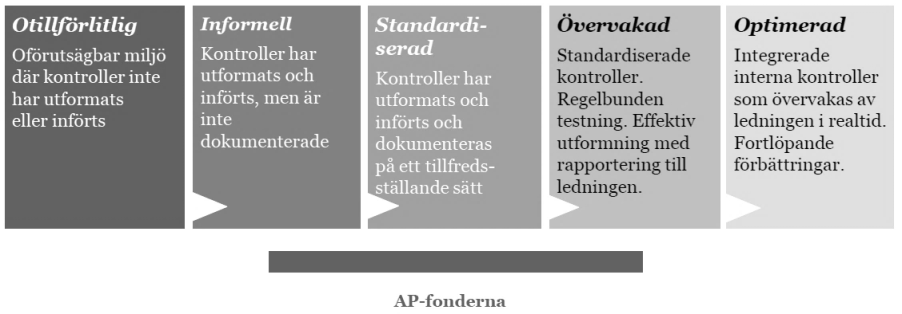 Otillförlitlig
Oförutsägbar miljö
där kontroller inte
har utformats
eller införts
Informell
Kontroller har
utformats och
införts, men är
inte
dokumenterade
Standardi-
serad
Kontroller har
utformats och
införts och
dokumenteras
på ett tillfreds-
ställande sätt
Övervakad
Standardiserade
kontroller.
Regelbunden
testning. Effektiv
utformning med
rapportering till
ledningen.
Optimerad
Integrerade
interna kontroller
som övervakas av
ledningen i realtid.
Fortlöpande
förbättringar.
AP-fonderna